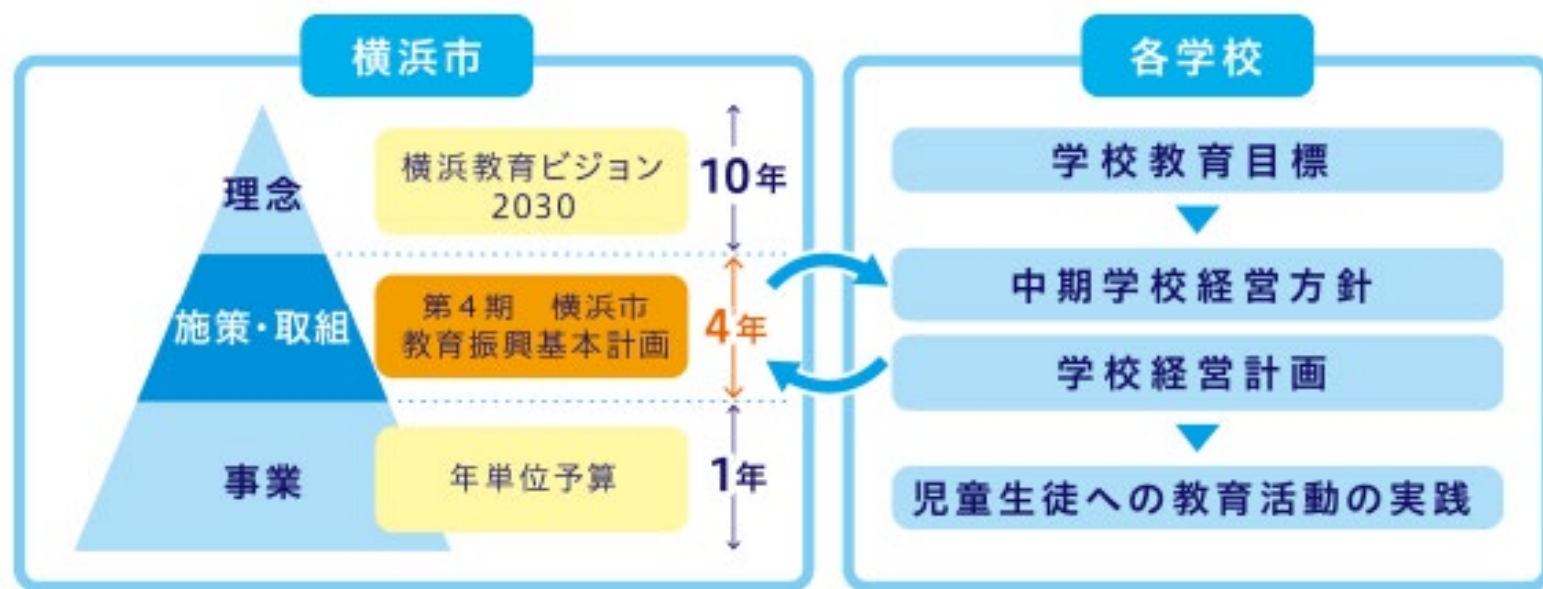 横浜市
理念
横浜教育ビジョン
2030
10年
施策・取組
第4期 横浜市
教育振興基本計画
4年
事業
年単位予算
1年
各学校
学校教育目標
中期学校経営方針
学校経営計画
児童生徒への教育活動の実践